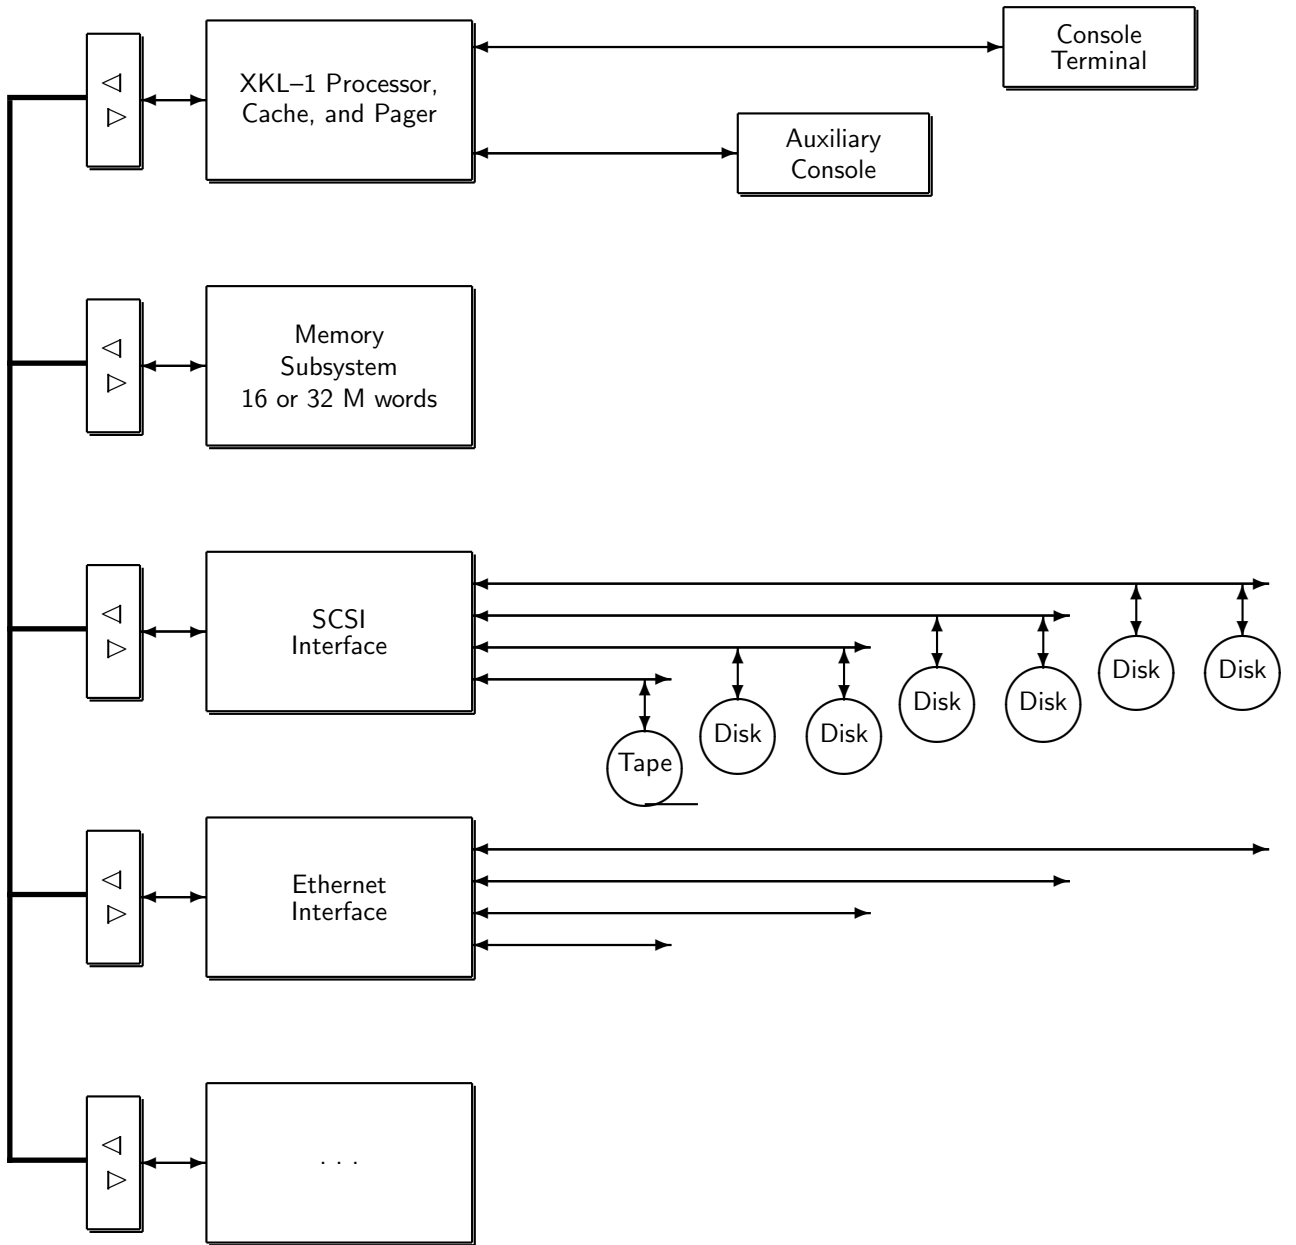 XKL–1 Processor,
Cache, and Pager
Console
Terminal
Auxiliary
Console
Memory
Subsystem
16 or 32 M words
SCSI
Interface
Disk
Disk
Disk
Disk
Disk
Disk
Tape
Ethernet
Interface
. . .